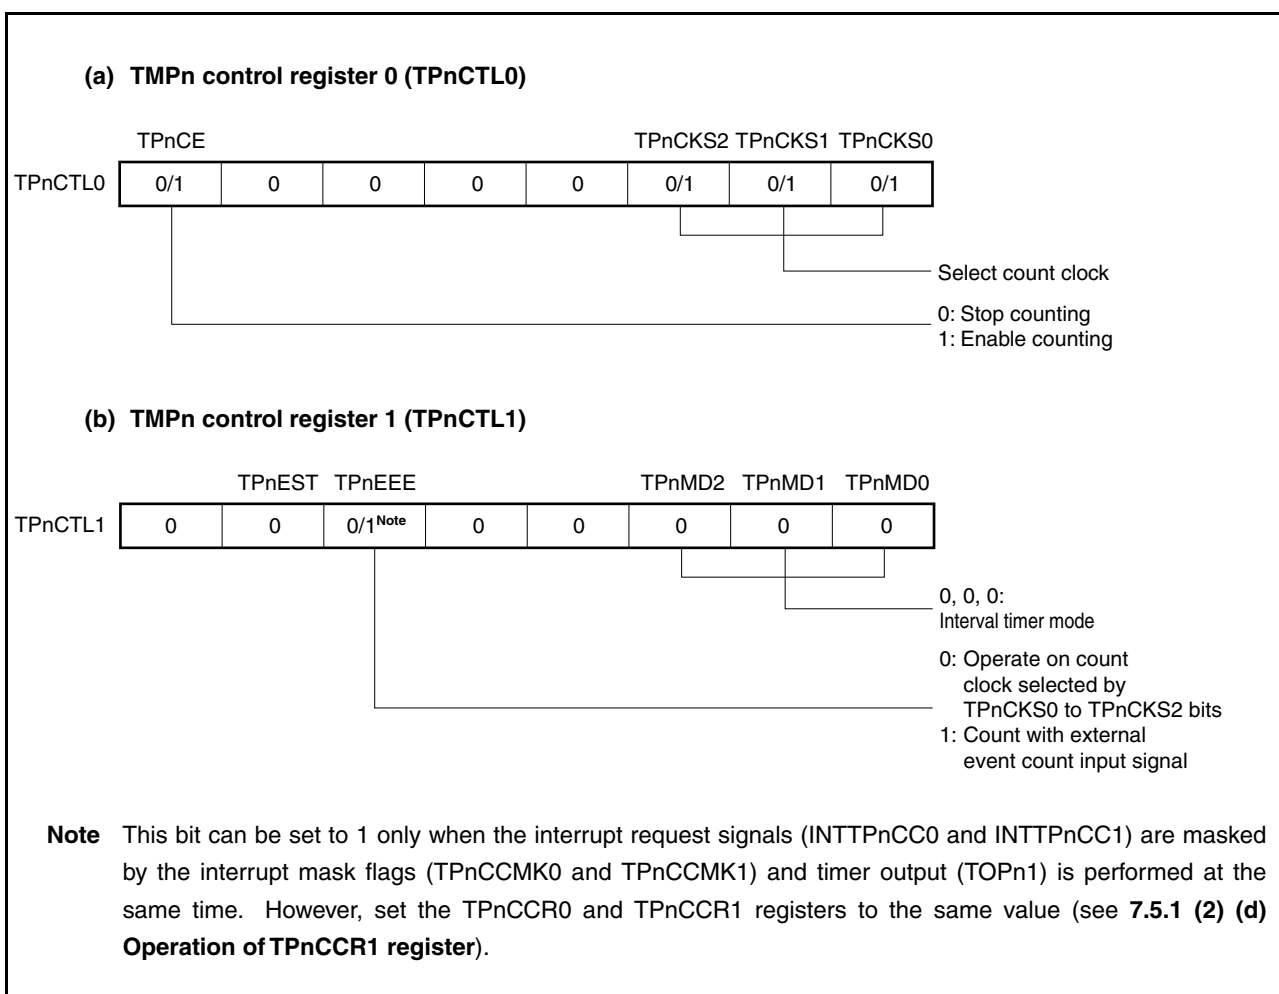 (a) TMPn control register 0 (TPnCTL0)
TPnCE TPnCKS2 TPnCKS1 TPnCKS0
TPnCTL0 0/1 0 0 0 0 0/1 0/1 0/1
Select count clock
0: Stop counting
1: Enable counting
(b) TMPn control register 1 (TPnCTL1)
TPnEST TPnEEE TPnMD2 TPnMD1 TPnMD0
TPnCTL1 0 0 0/1Note 0 0 0 0 0
0, 0, 0:
Interval timer mode
0: Operate on count
clock selected by
TPnCKS0 to TPnCKS2 bits
1: Count with external
event count input signal
Note This bit can be set to 1 only when the interrupt request signals (INTTPnCC0 and INTTPnCC1) are masked
by the interrupt mask flags (TPnCCMK0 and TPnCCMK1) and timer output (TOPn1) is performed at the
same time. However, set the TPnCCR0 and TPnCCR1 registers to the same value (see 7.5.1 (2) (d)
Operation of TPnCCR1 register).